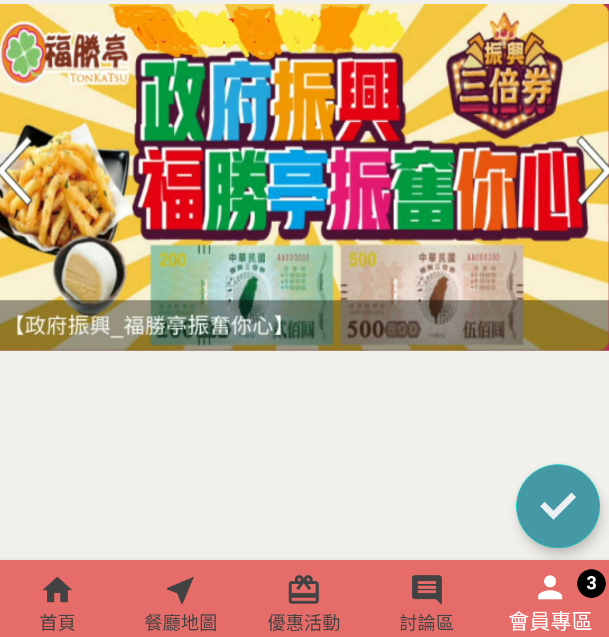 福勝亭
TONKATSU
振興
三倍券
政府振興
福勝亭振奮你心
200
中華民國
振興三倍券
AA000000
貳佰圓
500
中華民國
振興三倍券
AA000000
500
500
伍佰圓
【政府振興_福勝亭振奮你心】
首頁
餐廳地圖
優惠活動
討論區
3
會員專區